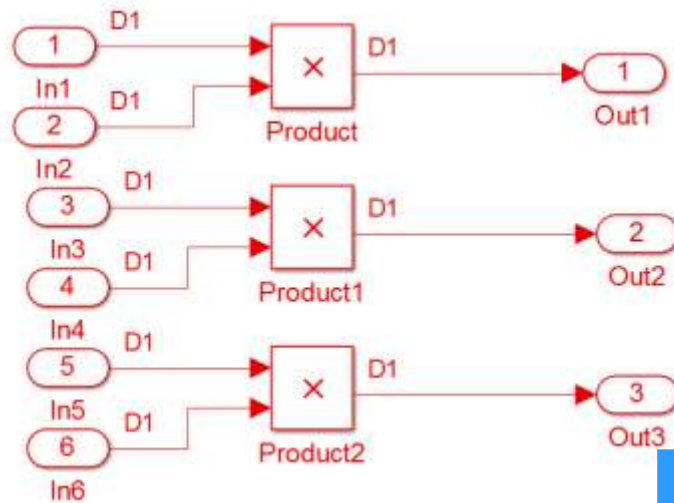 D1
1
D1
1
In1
D1
2
Product
Out1
In2
D1
3
D1
2
In3
D1
4
Product1
Out2
In4
D1
5
D1
3
In5
D1
6
Product2
Out3
In6